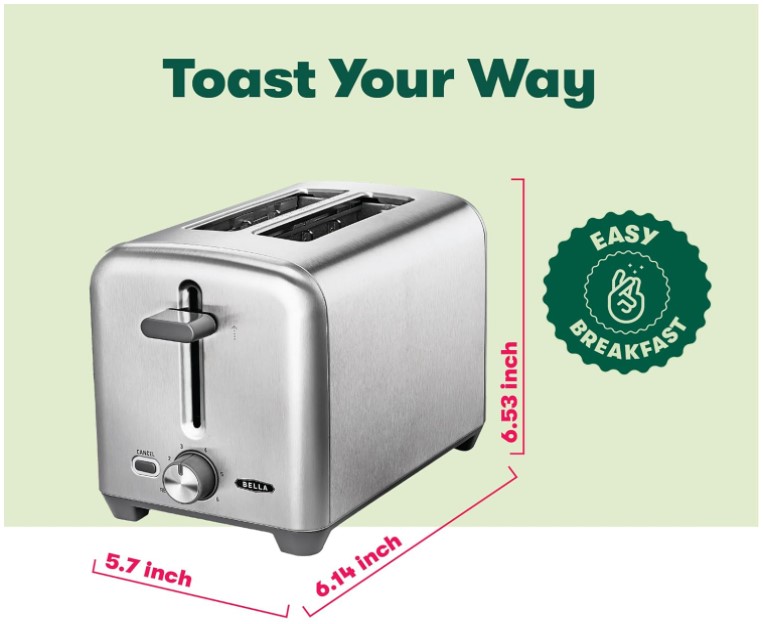 Toast Your Way
EASY
BREAKFAST
6.53 inch
CANCEL
BELLA
5.7 inch
6.14 inch